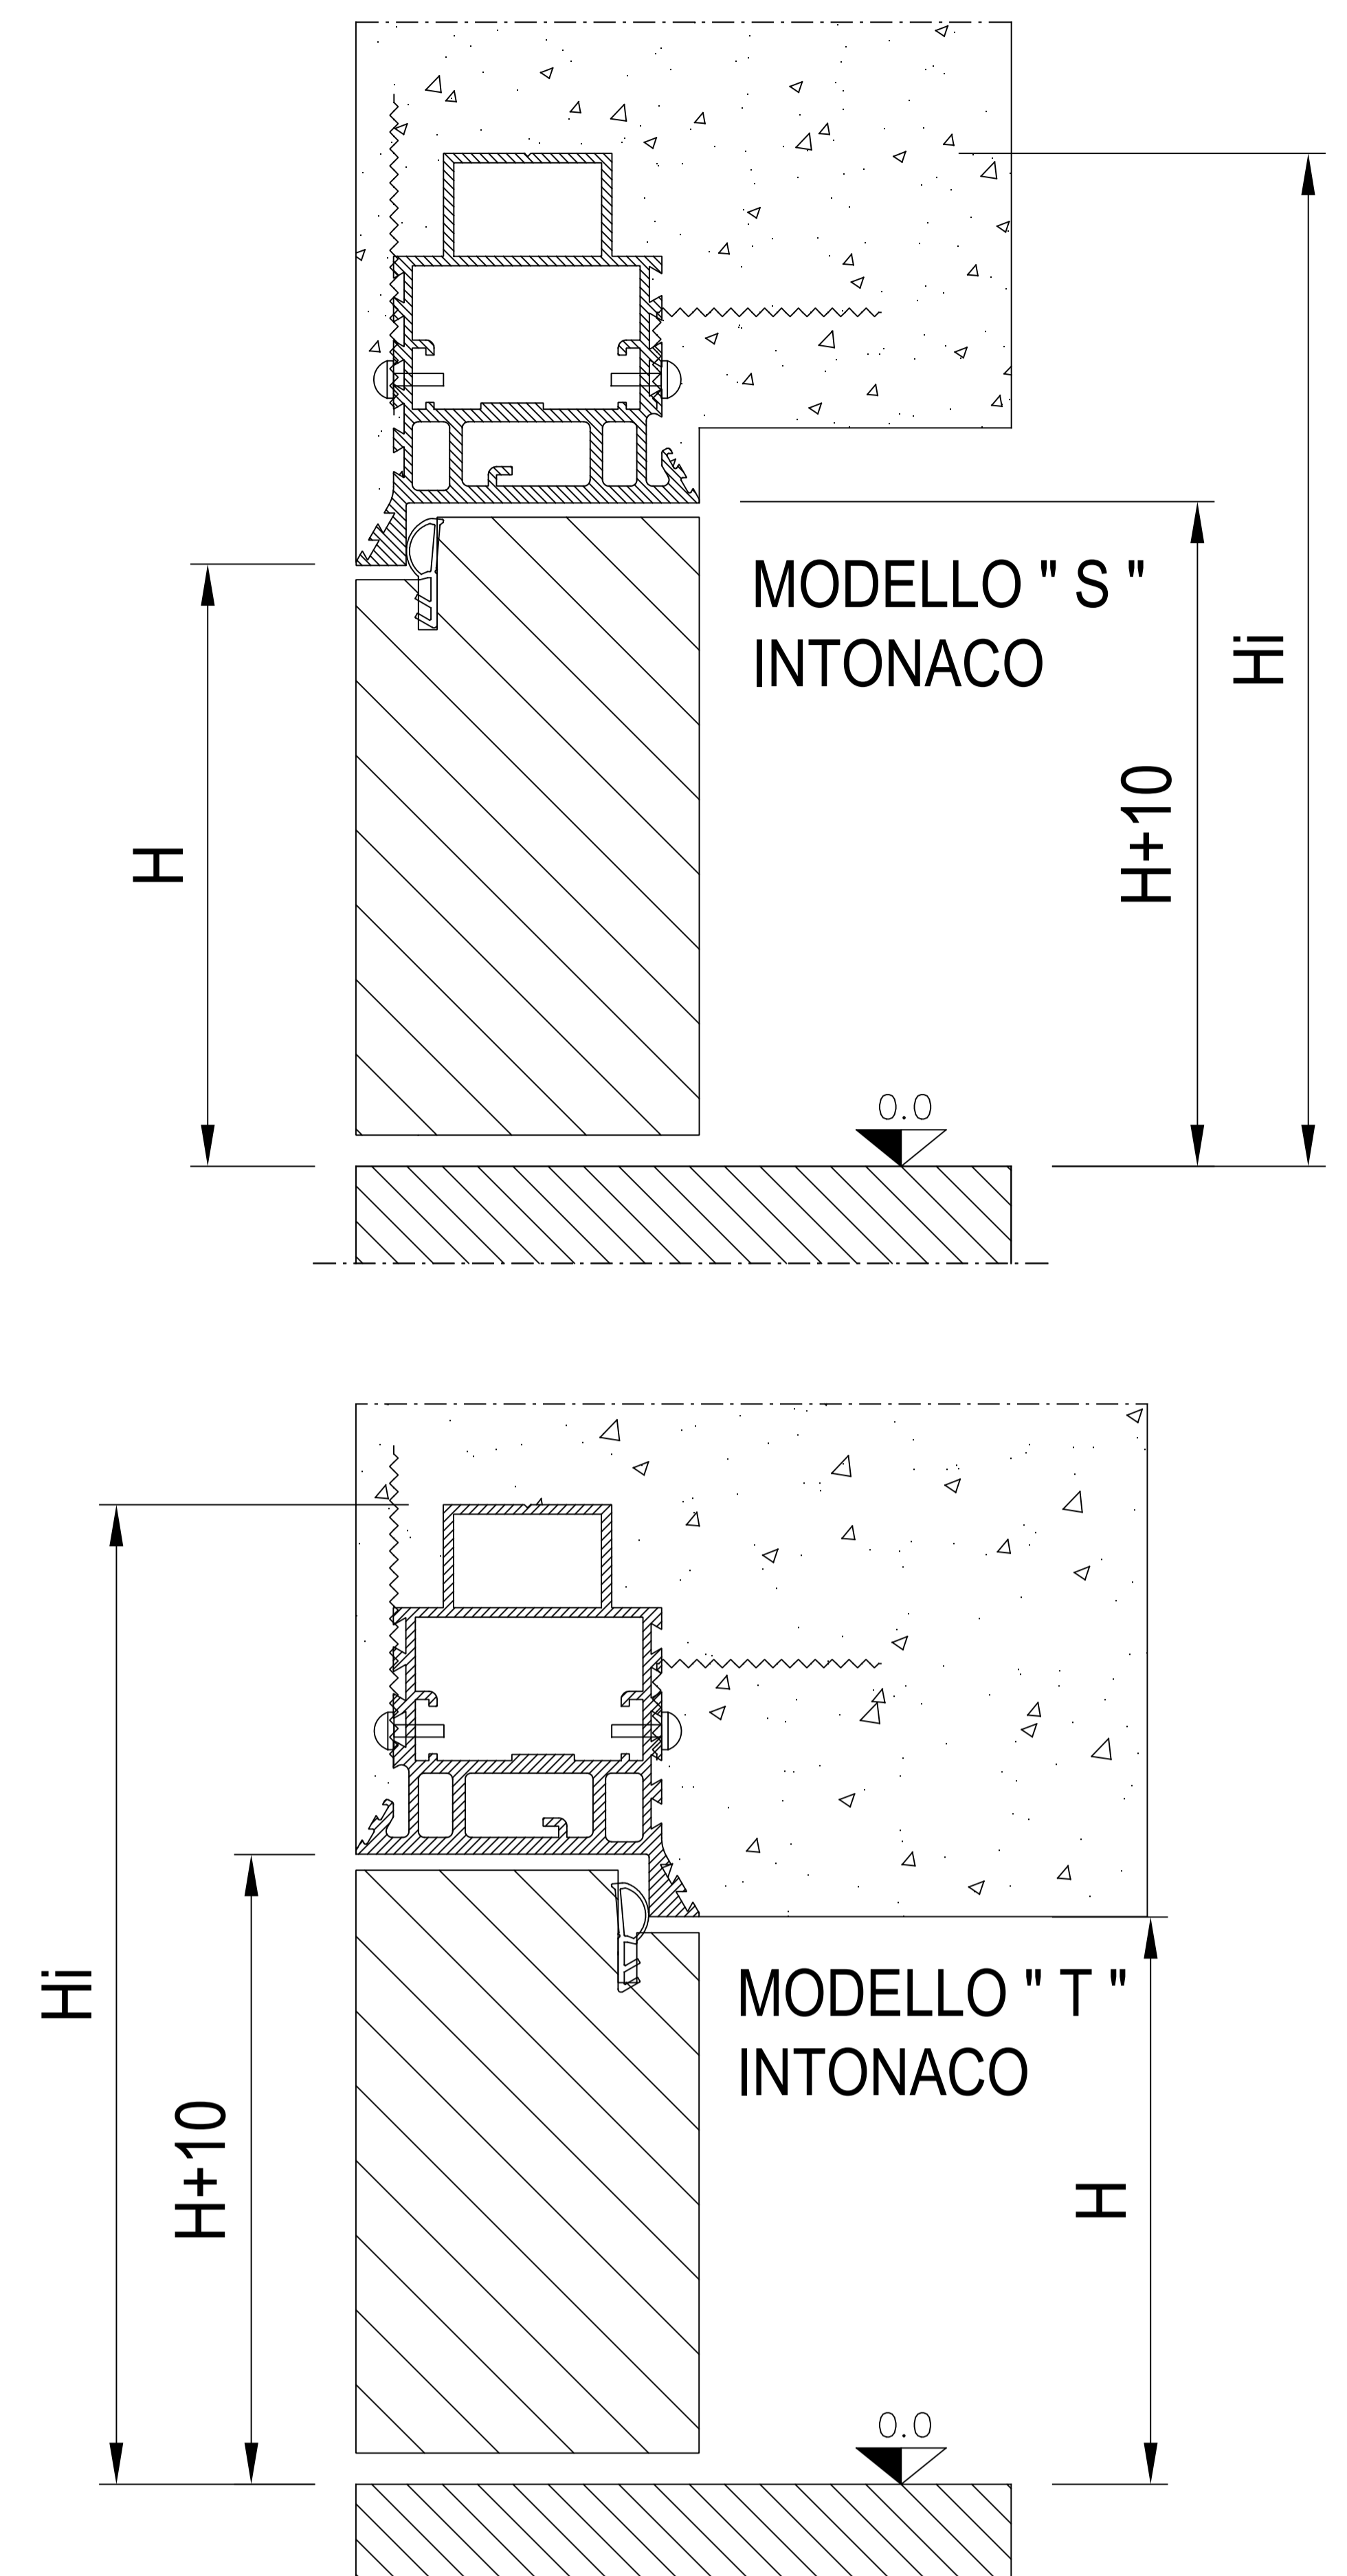 MODELLO " S "
INTONACO
H
H+10
Hi
0.0
MODELLO " T "
INTONACO
Hi
H+10
H
0.0